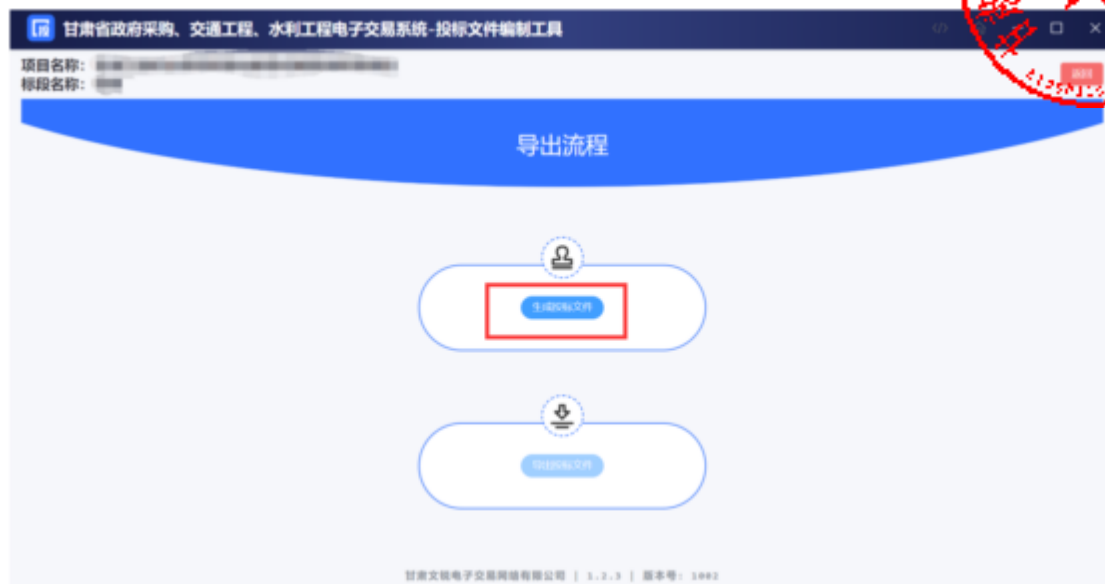 甘肃省政府采购、交通工程、水利工程电子交易系统-投标文件编制工具
项目名称：
标段名称：
返回
导出流程
生成投标文件
导出投标文件
甘肃文锐电子交易网络有限公司 | 1.2.3 | 版本号: 1002